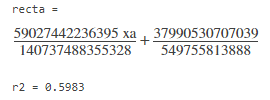 recta =
59027442236395 xa / 140737488355328 + 37990530707039 / 549755813888
r2 = 0.5983